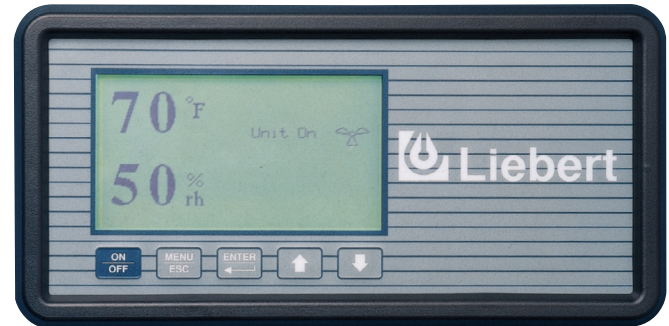 70 °F
Unit On
50 % rh
Liebert
ON
OFF
MENU
ESC
ENTER